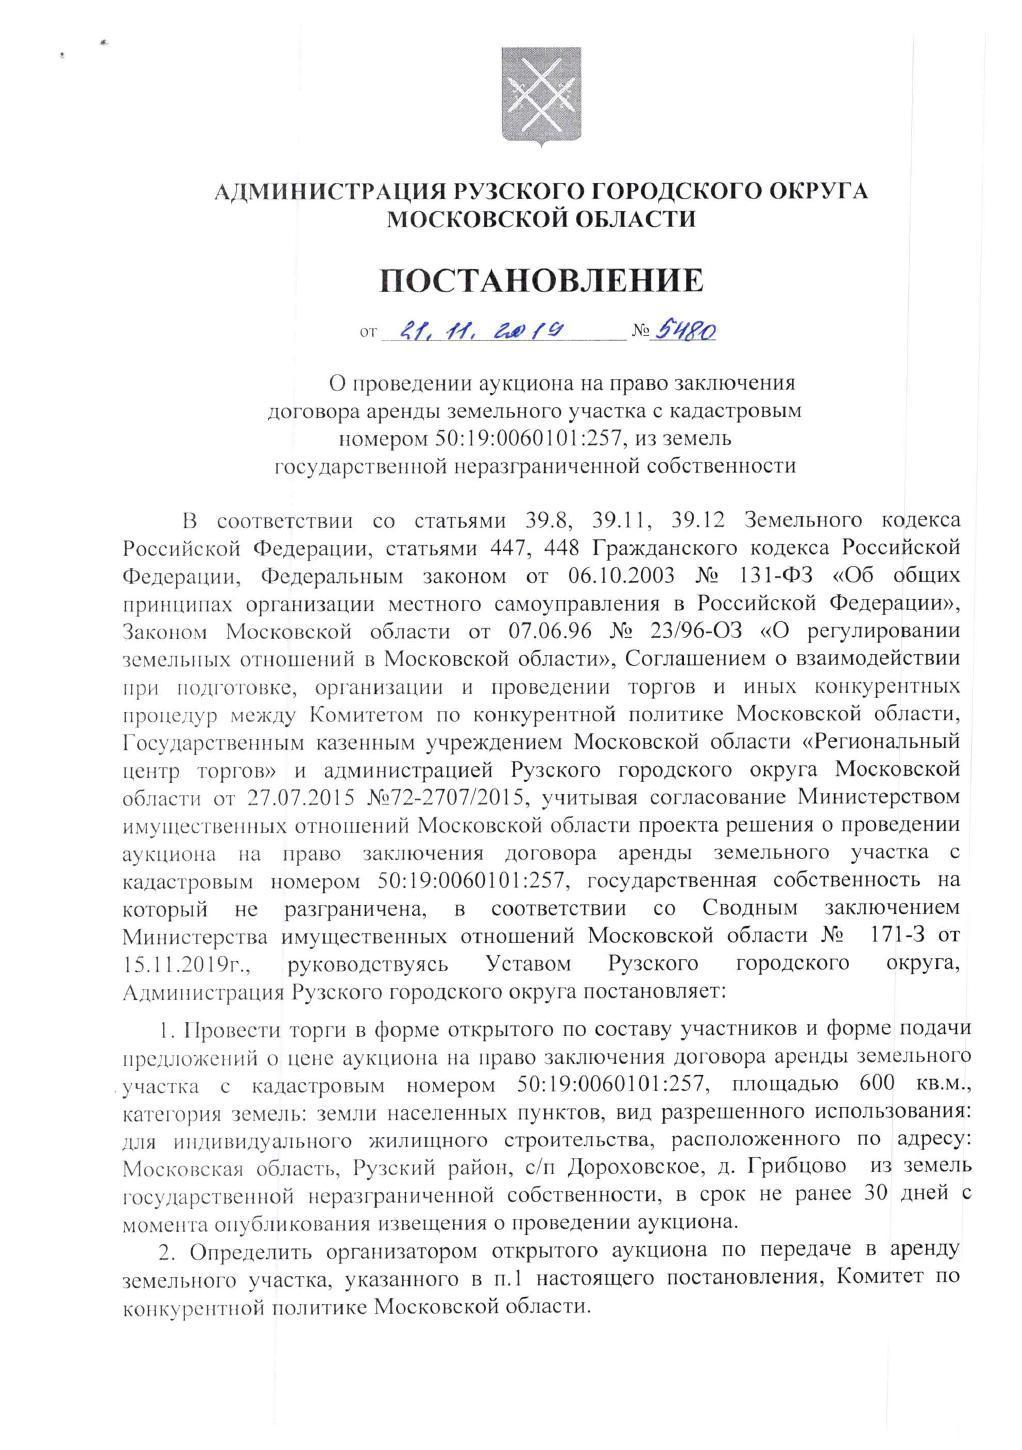 АДМИНИСТРАЦИЯ РУЗСКОГО ГОРОДСКОГО ОКРУГА
МОСКОВСКОЙ ОБЛАСТИ
ПОСТАНОВЛЕНИЕ
от 21.11.2019 № 5480
О проведении аукциона на право заключения
договора аренды земельного участка с кадастровым
номером 50:19:0060101:257, из земель
государственной неразграниченной собственности
В соответствии со статьями 39.8, 39.11, 39.12 Земельного кодекса
Российской Федерации, статьями 447, 448 Гражданского кодекса Российской
Федерации, Федеральным законом от 06.10.2003 № 131-ФЗ «Об общих
принципах организации местного самоуправления в Российской Федерации»,
Законом Московской области от 07.06.96 № 23/96-ОЗ «О регулировании
земельных отношений в Московской области», Соглашением о взаимодействии
при подготовке, организации и проведении торгов и иных конкурентных
процедур между Комитетом по конкурентной политике Московской области,
Государственным казенным учреждением Московской области «Региональный
центр торгов» и администрацией Рузского городского округа Московской
области от 27.07.2015 №72-2707/2015, учитывая согласование Министерством
имущественных отношений Московской области проекта решения о проведении
аукциона на право заключения договора аренды земельного участка с
кадастровым номером 50:19:0060101:257, государственная собственность на
который не разграничена, в соответствии со Сводным заключением
Министерства имущественных отношений Московской области № 171-З от
15.11.2019г., руководствуясь Уставом Рузского городского округа,
Администрация Рузского городского округа постановляет:
1. Провести торги в форме открытого по составу участников и форме подачи
предложений о цене аукциона на право заключения договора аренды земельного
участка с кадастровым номером 50:19:0060101:257, площадью 600 кв.м.,
категория земель: земли населенных пунктов, вид разрешенного использования:
для индивидуального жилищного строительства, расположенного по адресу:
Московская область, Рузский район, с/п Дороховское, д. Грибцово из земель
государственной неразграниченной собственности, в срок не ранее 30 дней с
момента опубликования извещения о проведении аукциона.
2. Определить организатором открытого аукциона по передаче в аренду
земельного участка, указанного в п.1 настоящего постановления, Комитет по
конкурентной политике Московской области.